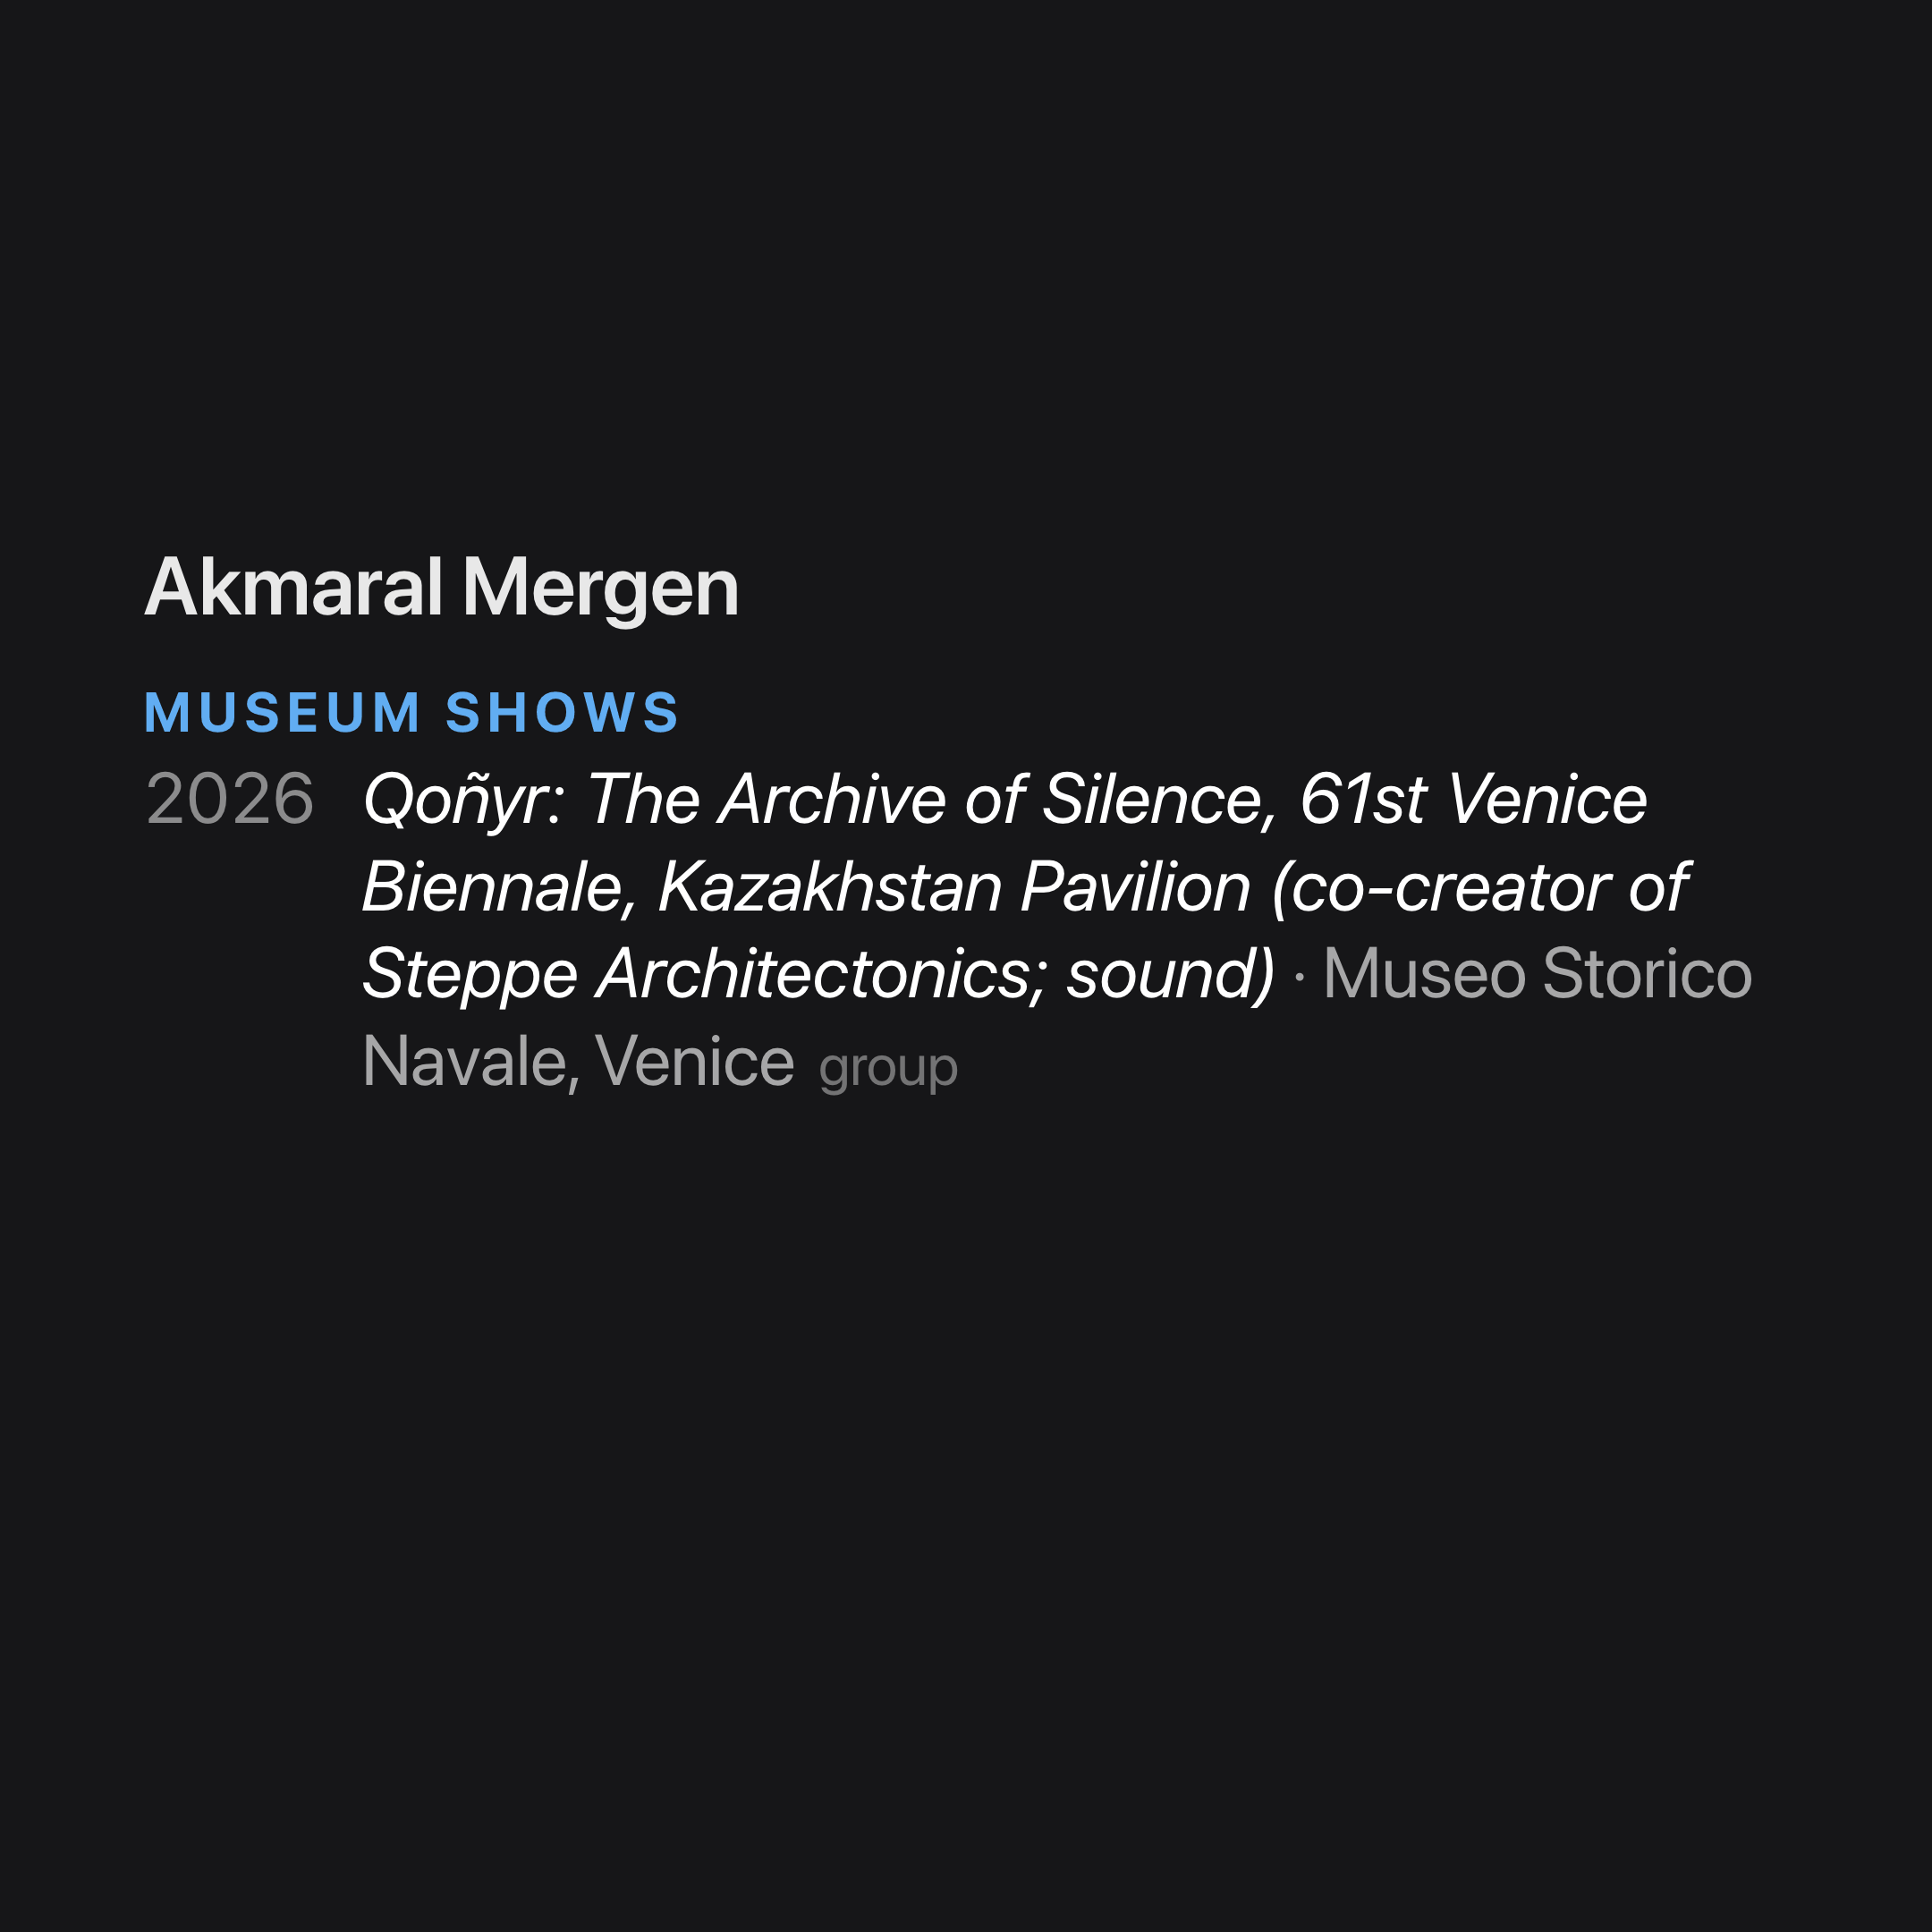 Akmaral Mergen
MUSEUM SHOWS
2026 Qoñyr: The Archive of Silence, 61st Venice
Biennale, Kazakhstan Pavilion (co-creator of
Steppe Architectonics; sound) · Museo Storico
Navale, Venice group